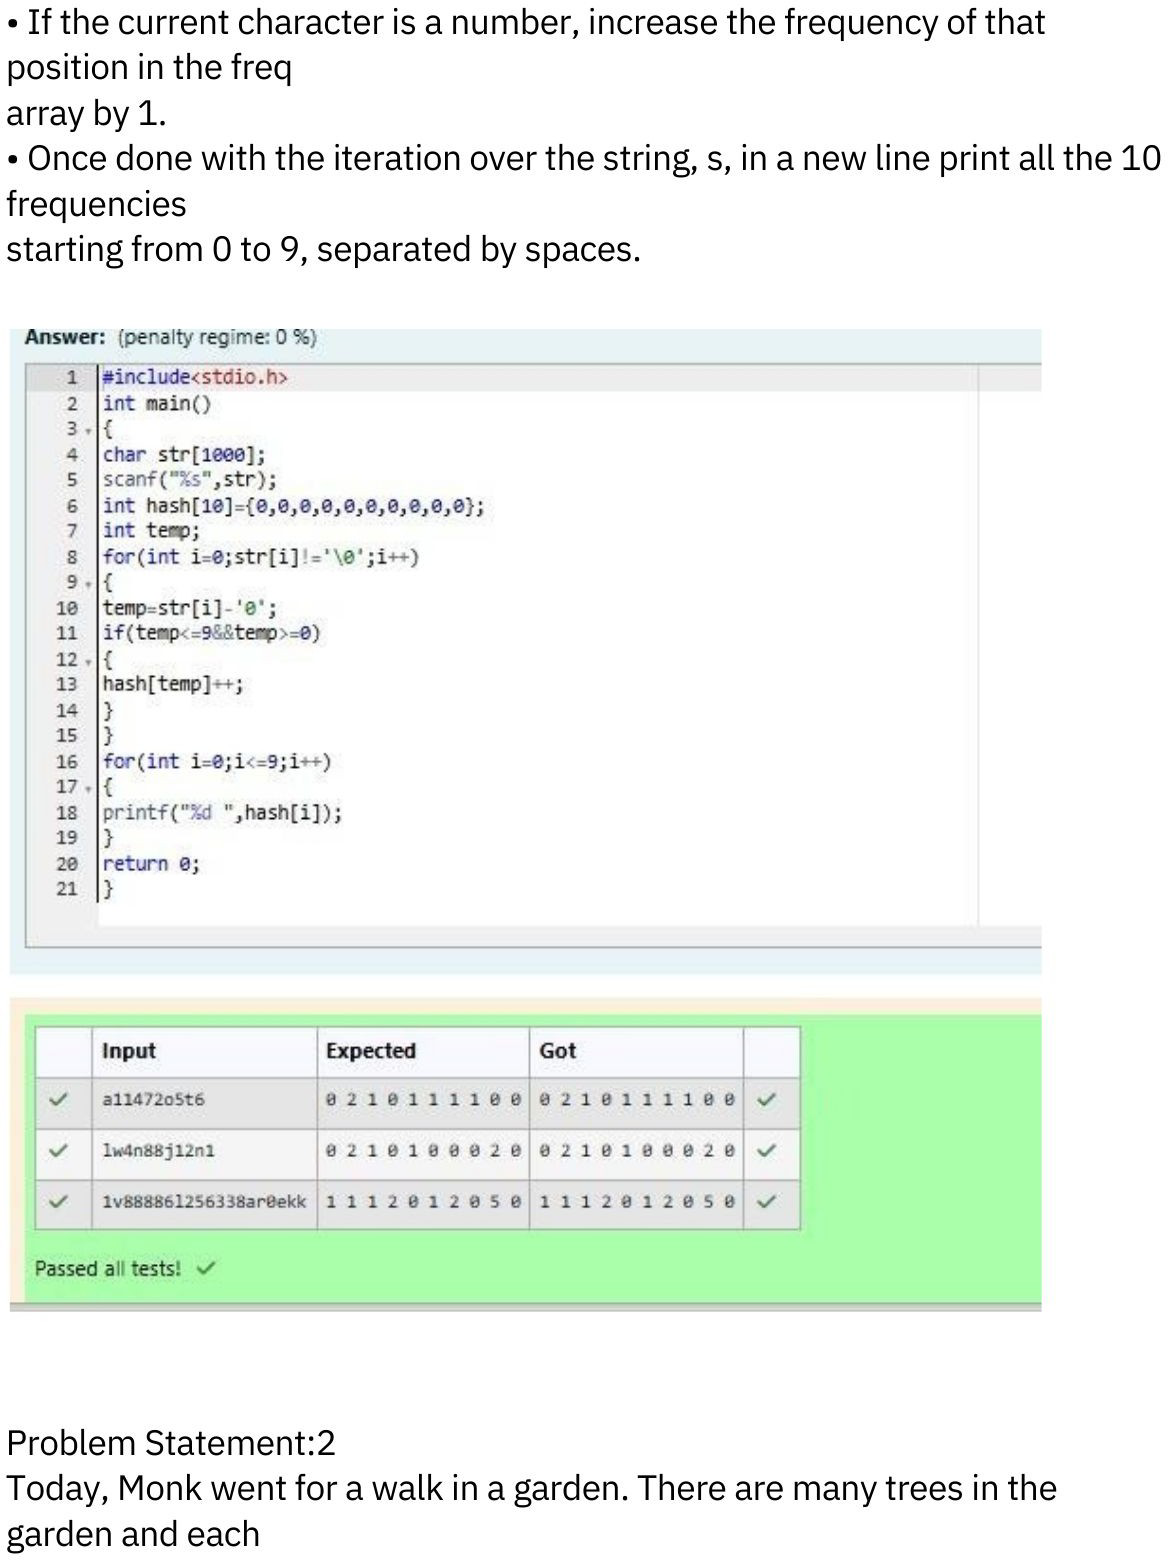 • If the current character is a number, increase the frequency of that
position in the freq
array by 1.
• Once done with the iteration over the string, s, in a new line print all the 10
frequencies
starting from 0 to 9, separated by spaces.
Answer: (penalty regime: 0 %)
1 #include<stdio.h>
2 int main()
3 {
4 char str[1000];
5 scanf("%s",str);
6 int hash[10]={0,0,0,0,0,0,0,0,0,0};
7 int temp;
8 for(int i=0;str[i]!='\0';i++)
9 {
10 temp=str[i]-'0';
11 if(temp<=9&&temp>=0)
12 {
13 hash[temp]++;
14 }
15 }
16 for(int i=0;i<=9;i++)
17 {
18 printf("%d ",hash[i]);
19 }
20 return 0;
21 }
Input Expected Got
a11472o5t6 0 2 1 0 1 1 1 1 0 0 0 2 1 0 1 1 1 1 0 0
lw4n88j12n1 0 2 1 0 1 0 0 0 2 0 0 2 1 0 1 0 0 0 2 0
1v88886l256338ar0ekk 1 1 1 2 0 1 2 0 5 0 1 1 1 2 0 1 2 0 5 0
Passed all tests!
Problem Statement:2
Today, Monk went for a walk in a garden. There are many trees in the
garden and each